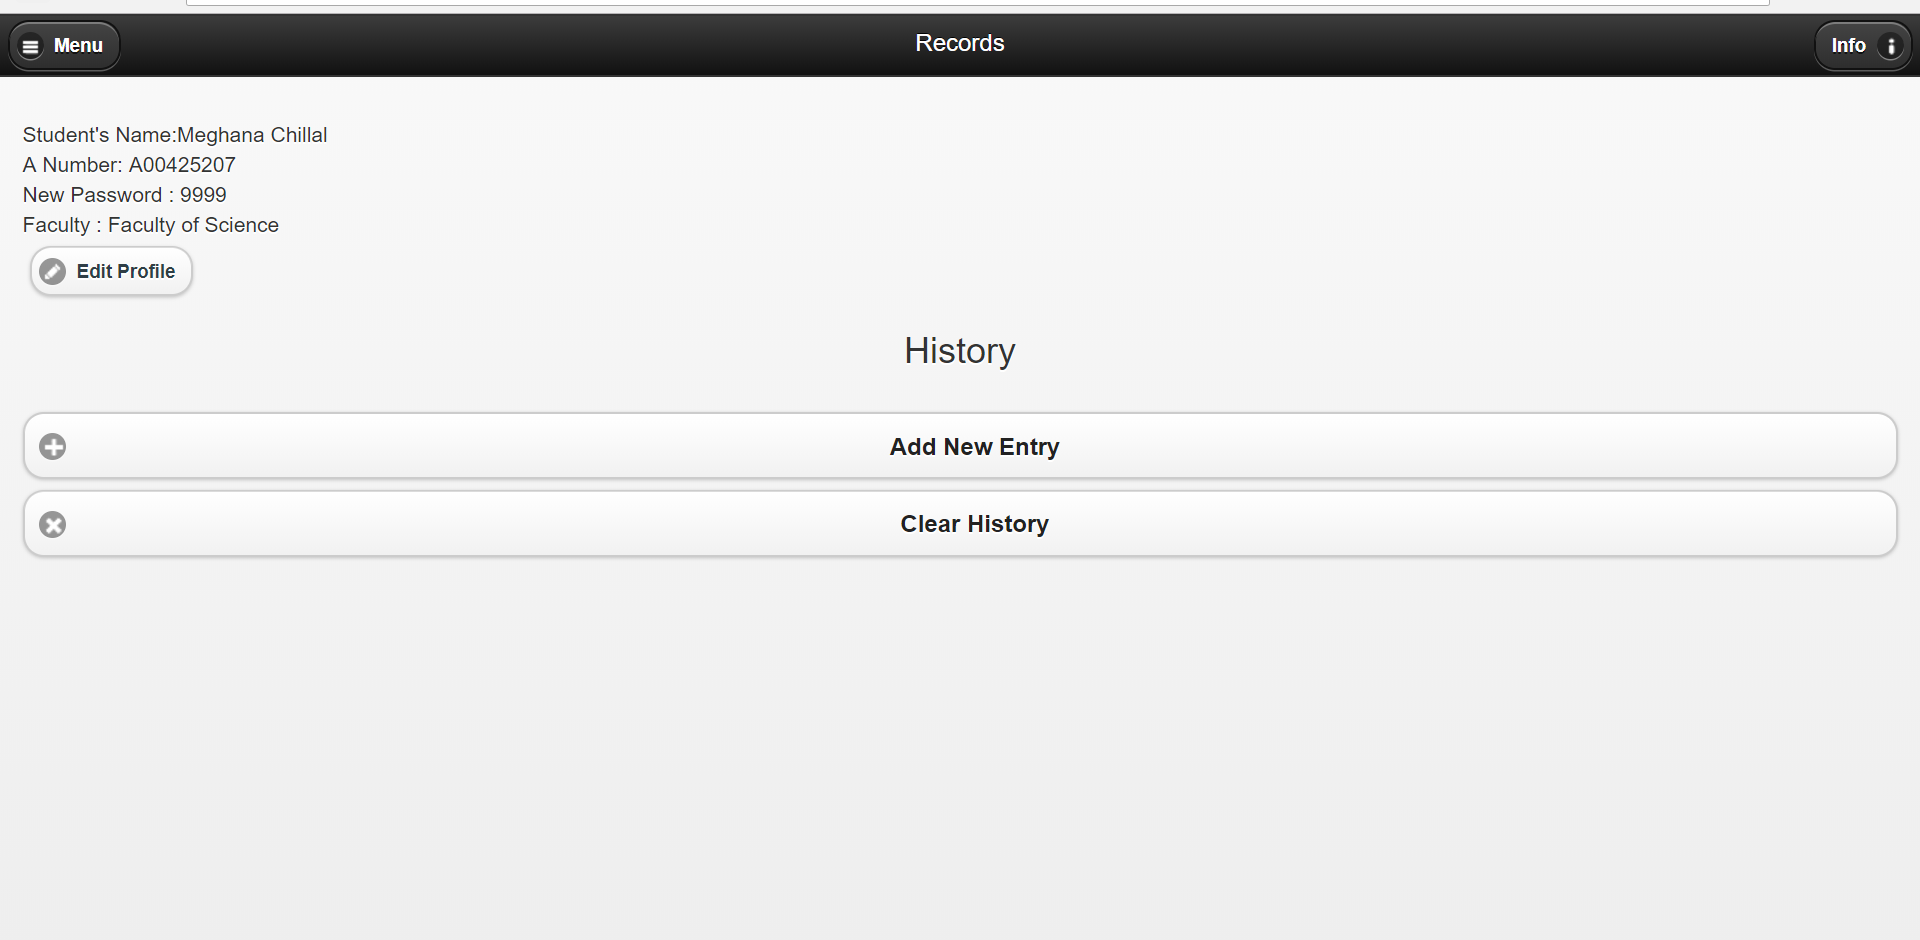 Menu
Records
Info
Student's Name:Meghana Chillal
A Number: A00425207
New Password : 9999
Faculty : Faculty of Science
Edit Profile
History
Add New Entry
Clear History